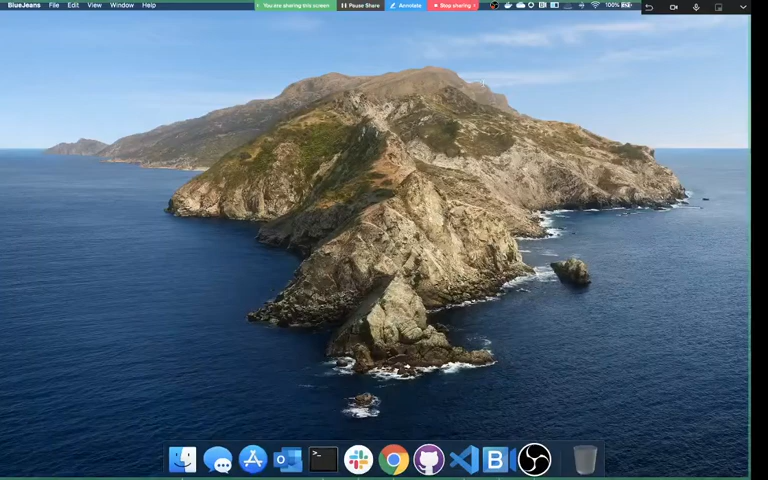 BlueJeans File Edit View Window Help You are sharing this screen Pause Share Annotate Stop sharing 100%
>_
B